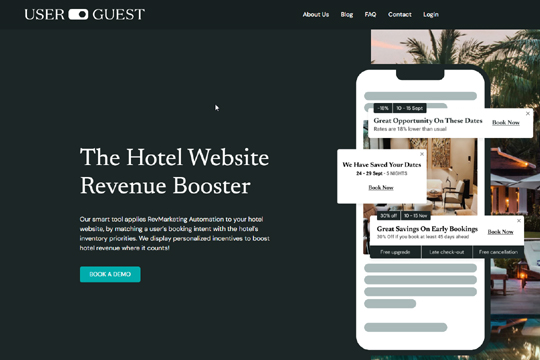 USER GUEST
About Us Blog FAQ Contact Login
The Hotel Website
Revenue Booster
Our smart tool applies RevMarketing Automation to your hotel
website, by matching a user's booking intent with the hotel's
inventory priorities. We display personalized incentives to boost
hotel revenue where it counts!
BOOK A DEMO
-18% 10 - 15 Sept
Great Opportunity On These Dates
Rates are 18% lower than usual
Book Now
We Have Saved Your Dates
24 - 29 Sept - 5 NIGHTS
Book Now
30% off 10 - 15 Nov
Great Savings On Early Bookings
30% Off if you book at least 45 days ahead
Book Now
Free upgrade Late check-out Free cancellation